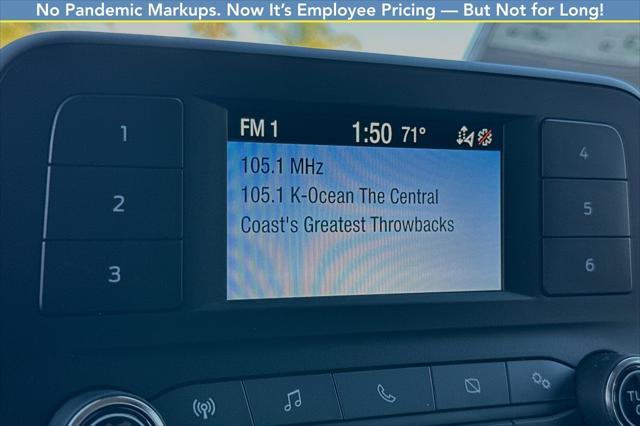 No Pandemic Markups. Now It's Employee Pricing — But Not for Long!
FM 1 1:50 71°
105.1 MHz
105.1 K-Ocean The Central
Coast's Greatest Throwbacks
1
2
3
4
5
6